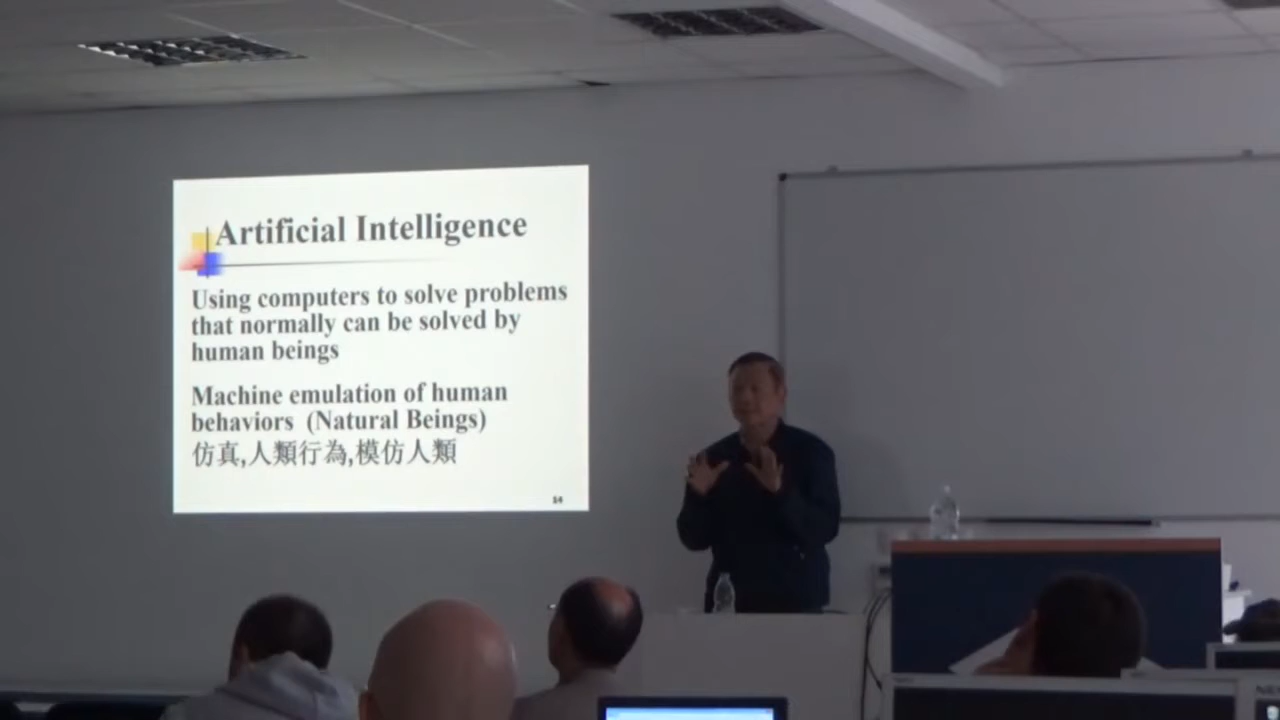 Artificial Intelligence
Using computers to solve problems
that normally can be solved by
human beings
Machine emulation of human
behaviors (Natural Beings)
仿真,人類行為,模仿人類